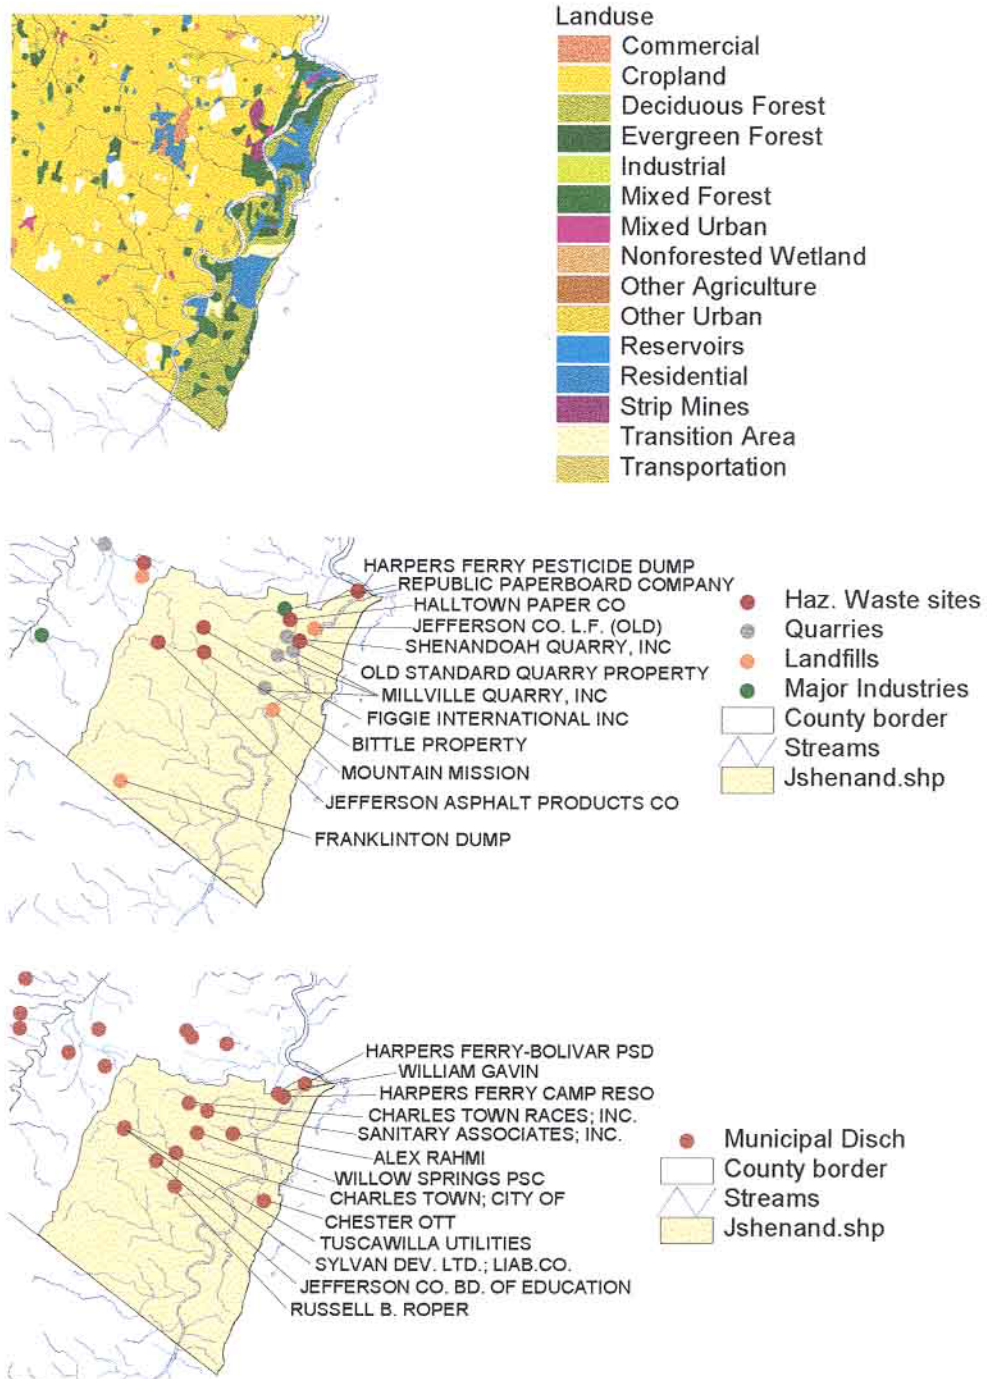 Landuse
Commercial
Cropland
Deciduous Forest
Evergreen Forest
Industrial
Mixed Forest
Mixed Urban
Nonforested Wetland
Other Agriculture
Other Urban
Reservoirs
Residential
Strip Mines
Transition Area
Transportation
HARPERS FERRY PESTICIDE DUMP
REPUBLIC PAPERBOARD COMPANY
HALLTOWN PAPER CO
JEFFERSON CO. L.F. (OLD)
SHENANDOAH QUARRY, INC
OLD STANDARD QUARRY PROPERTY
MILLVILLE QUARRY, INC
FIGGIE INTERNATIONAL INC
BITTLE PROPERTY
MOUNTAIN MISSION
JEFFERSON ASPHALT PRODUCTS CO
FRANKLINTON DUMP
Haz. Waste sites
Quarries
Landfills
Major Industries
County border
Streams
Jshenand.shp
HARPERS FERRY-BOLIVAR PSD
WILLIAM GAVIN
HARPERS FERRY CAMP RESO
CHARLES TOWN RACES; INC.
SANITARY ASSOCIATES; INC.
ALEX RAHMI
WILLOW SPRINGS PSC
CHARLES TOWN; CITY OF
CHESTER OTT
TUSCAWILLA UTILITIES
SYLVAN DEV. LTD.; LIAB.CO.
JEFFERSON CO. BD. OF EDUCATION
RUSSELL B. ROPER
Municipal Disch
County border
Streams
Jshenand.shp